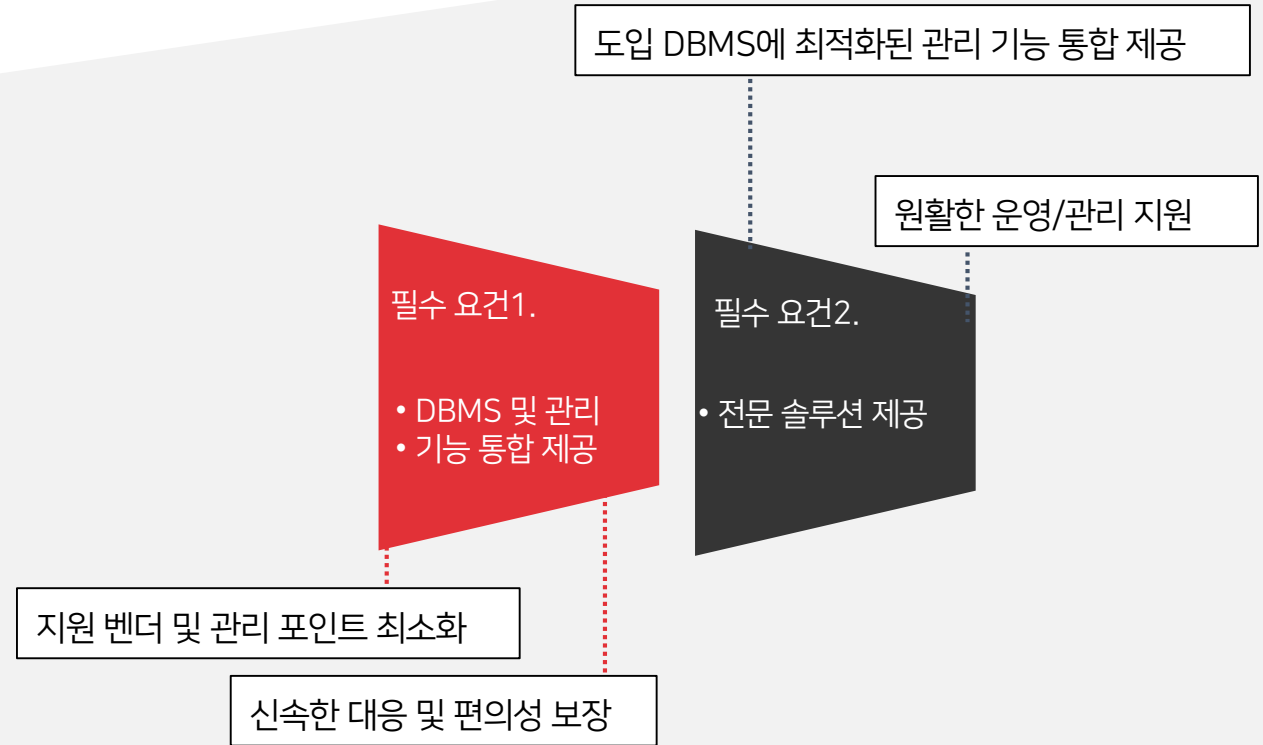 도입 DBMS에 최적화된 관리 기능 통합 제공
원활한 운영/관리 지원
필수 요건1.
• DBMS 및 관리
• 기능 통합 제공
필수 요건2.
• 전문 솔루션 제공
지원 벤더 및 관리 포인트 최소화
신속한 대응 및 편의성 보장